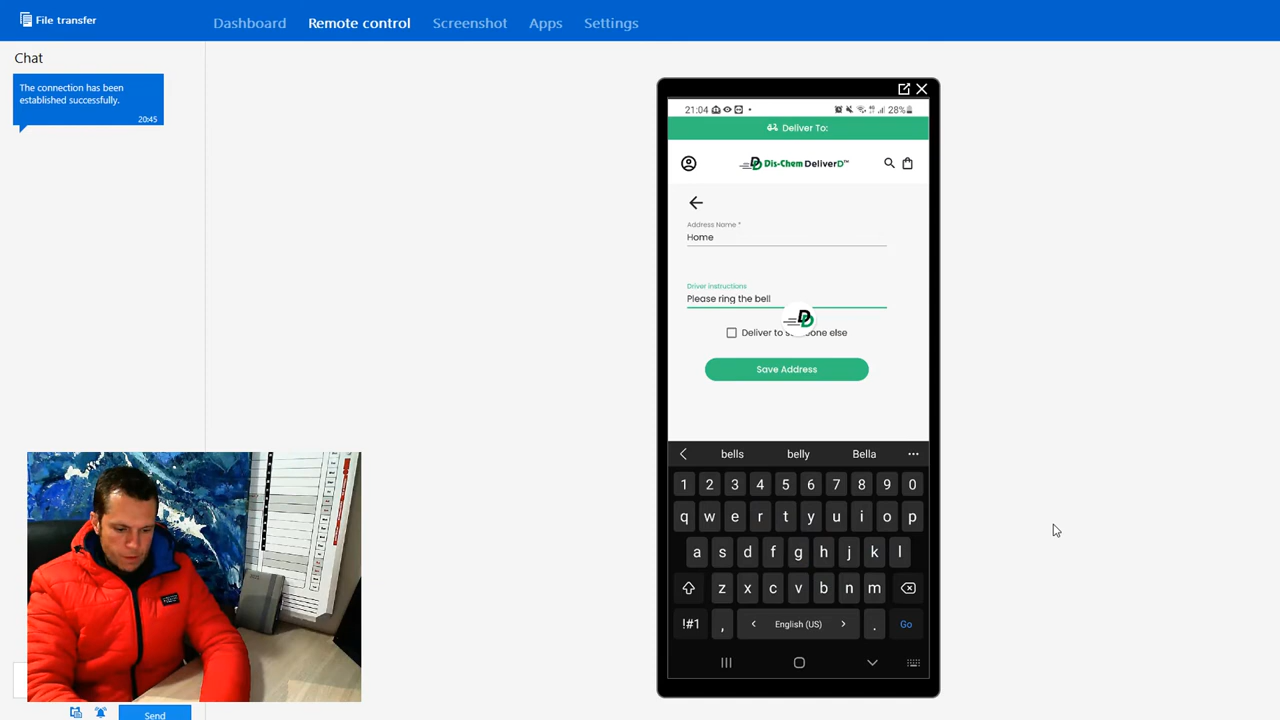 File transfer
Dashboard
Remote control
Screenshot
Apps
Settings
Chat
The connection has been
established successfully.
20:45
21:04
28%
Deliver To:
Dis-Chem DeliverD™
Address Name *
Home
Driver instructions
Please ring the bell
Deliver to s one else
Save Address
bells belly Bella
1 2 3 4 5 6 7 8 9 0
q w e r t y u i o p
a s d f g h j k l
z x c v b n m
!#1 , English (US) . Go
Send